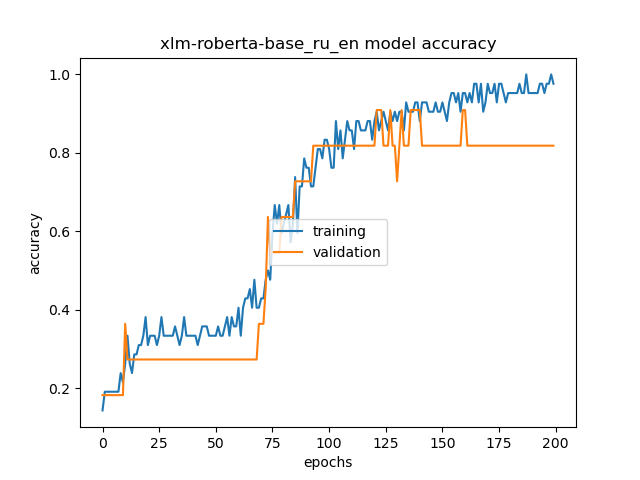 xlm-roberta-base_ru_en model accuracy
1.0
0.8
0.6
0.4
0.2
accuracy
training
validation
0 25 50 75 100 125 150 175 200
epochs